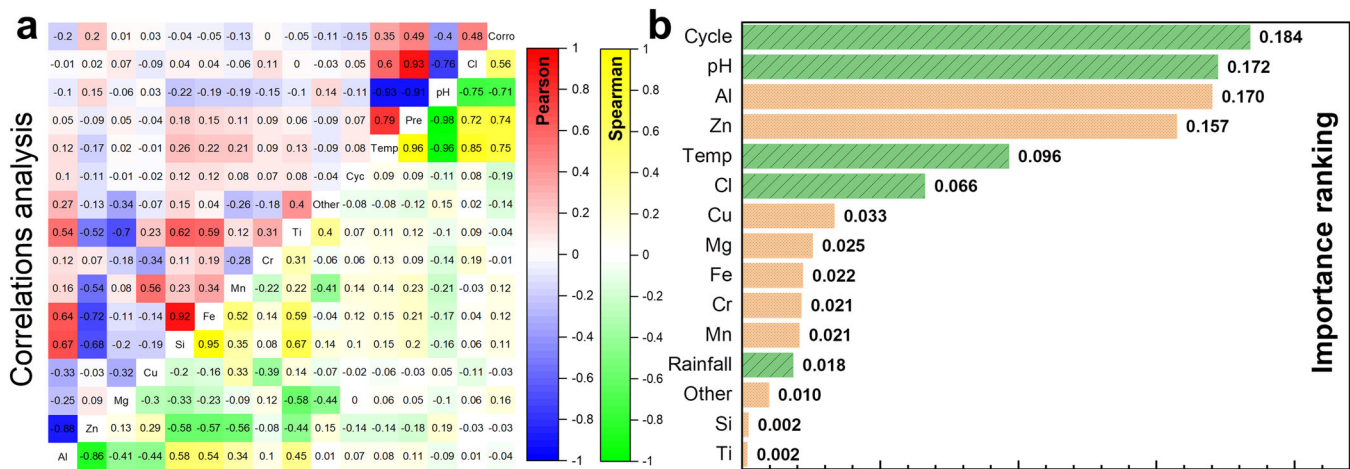 a
Correlations analysis
-0.2 0.2 0.01 0.03 -0.04 -0.05 -0.13 0 -0.05 -0.11 -0.15 0.35 0.49 -0.4 0.48 Corro
-0.01 0.02 0.07 -0.09 0.04 0.04 -0.06 0.11 0 -0.03 0.05 0.6 0.93 -0.76 Cl 0.56
-0.1 0.15 -0.06 0.03 -0.22 -0.19 -0.19 -0.15 -0.1 0.14 -0.11 -0.93 -0.91 pH -0.75 -0.71
0.05 -0.09 0.05 -0.04 0.18 0.15 0.11 0.09 0.06 -0.09 0.07 0.79 Pre -0.98 0.72 0.74
0.12 -0.17 0.02 -0.01 0.26 0.22 0.21 0.09 0.13 -0.09 0.08 Temp 0.96 -0.96 0.85 0.75
0.1 -0.11 -0.01 -0.02 0.12 0.12 0.08 0.07 0.08 -0.04 Cyc 0.09 0.09 -0.11 0.08 -0.19
0.27 -0.13 -0.34 -0.07 0.15 0.04 -0.26 -0.18 0.4 Other -0.08 -0.08 -0.12 0.15 0.02 -0.14
0.54 -0.52 -0.7 0.23 0.62 0.59 0.12 0.31 Ti 0.4 0.07 0.11 0.12 -0.1 0.09 -0.04
0.12 0.07 -0.18 -0.34 0.11 0.19 -0.28 Cr 0.31 -0.06 0.06 0.13 0.09 -0.14 0.19 -0.01
0.16 -0.54 0.08 0.56 0.23 0.34 Mn -0.22 0.22 -0.41 0.14 0.14 0.23 -0.21 -0.03 0.12
0.64 -0.72 -0.11 -0.14 0.92 Fe 0.52 0.14 0.59 -0.04 0.12 0.15 0.21 -0.17 0.04 0.12
0.67 -0.68 -0.2 -0.19 Si 0.95 0.35 0.08 0.67 0.14 0.1 0.15 0.2 -0.16 0.06 0.11
-0.33 -0.03 -0.32 Cu -0.2 -0.16 0.33 -0.39 0.14 -0.07 -0.02 -0.06 -0.03 0.05 -0.11 -0.03
-0.25 0.09 Mg -0.3 -0.33 -0.23 -0.09 0.12 -0.58 -0.44 0 0.06 0.05 -0.1 0.06 0.16
-0.88 Zn 0.13 0.29 -0.58 -0.57 -0.56 -0.08 -0.44 0.15 -0.14 -0.14 -0.18 0.19 -0.03 -0.03
Al -0.86 -0.41 -0.44 0.58 0.54 0.34 0.1 0.45 0.01 0.07 0.08 0.11 -0.09 0.01 -0.04
Pearson
1
0.8
0.6
0.4
0.2
0
-0.2
-0.4
-0.6
-0.8
-1
Spearman
1
0.8
0.6
0.4
0.2
0
-0.2
-0.4
-0.6
-0.8
-1
b
Cycle 0.184
pH 0.172
Al 0.170
Zn 0.157
Temp 0.096
Cl 0.066
Cu 0.033
Mg 0.025
Fe 0.022
Cr 0.021
Mn 0.021
Rainfall 0.018
Other 0.010
Si 0.002
Ti 0.002
Importance ranking